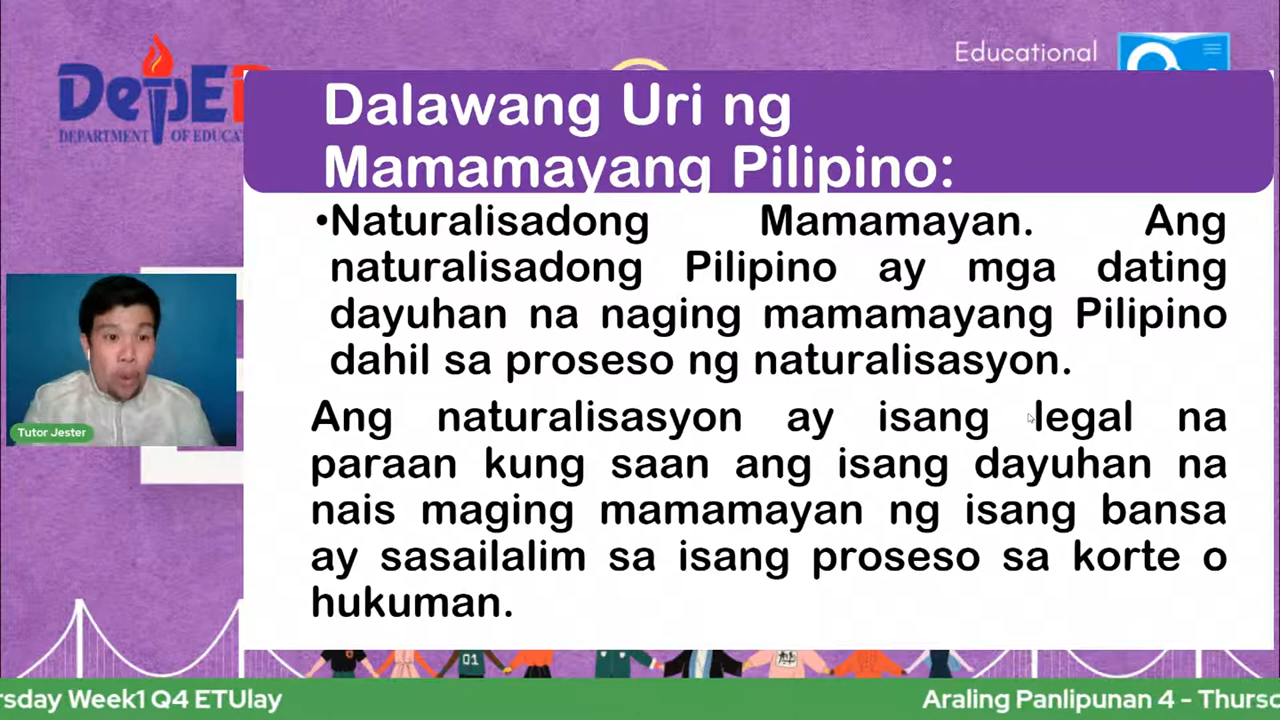 Educational
DepE
DEPARTMENT OF EDUCA
Dalawang Uri ng
Mamamayang Pilipino:
•Naturalisadong Mamamayan. Ang
naturalisadong Pilipino ay mga dating
dayuhan na naging mamamayang Pilipino
dahil sa proseso ng naturalisasyon.
Ang naturalisasyon ay isang legal na
paraan kung saan ang isang dayuhan na
nais maging mamamayan ng isang bansa
ay sasailalim sa isang proseso sa korte o
hukuman.
Tutor Jester
01
rsday Week1 Q4 ETUlay
Araling Panlipunan 4 - Thursd